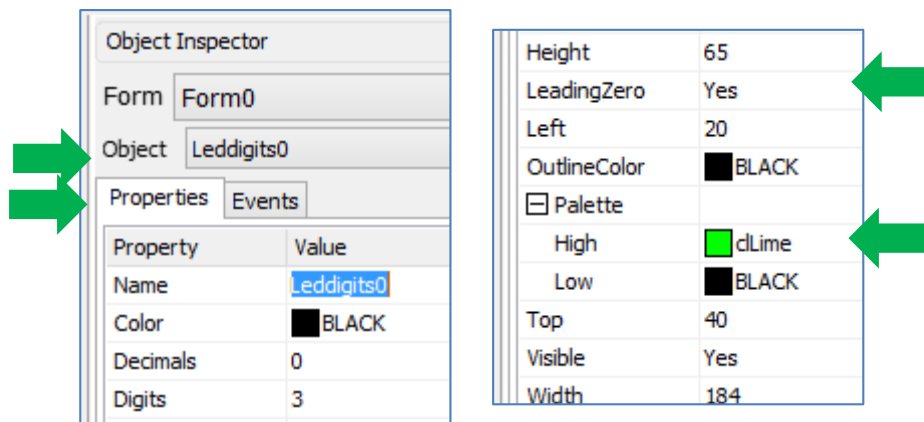 Object Inspector
Form Form0
Object Leddigits0
Properties Events
Property Value
Name Leddigits0
Color BLACK
Decimals 0
Digits 3
Height 65
LeadingZero Yes
Left 20
OutlineColor BLACK
Palette
High clLime
Low BLACK
Top 40
Visible Yes
Width 184